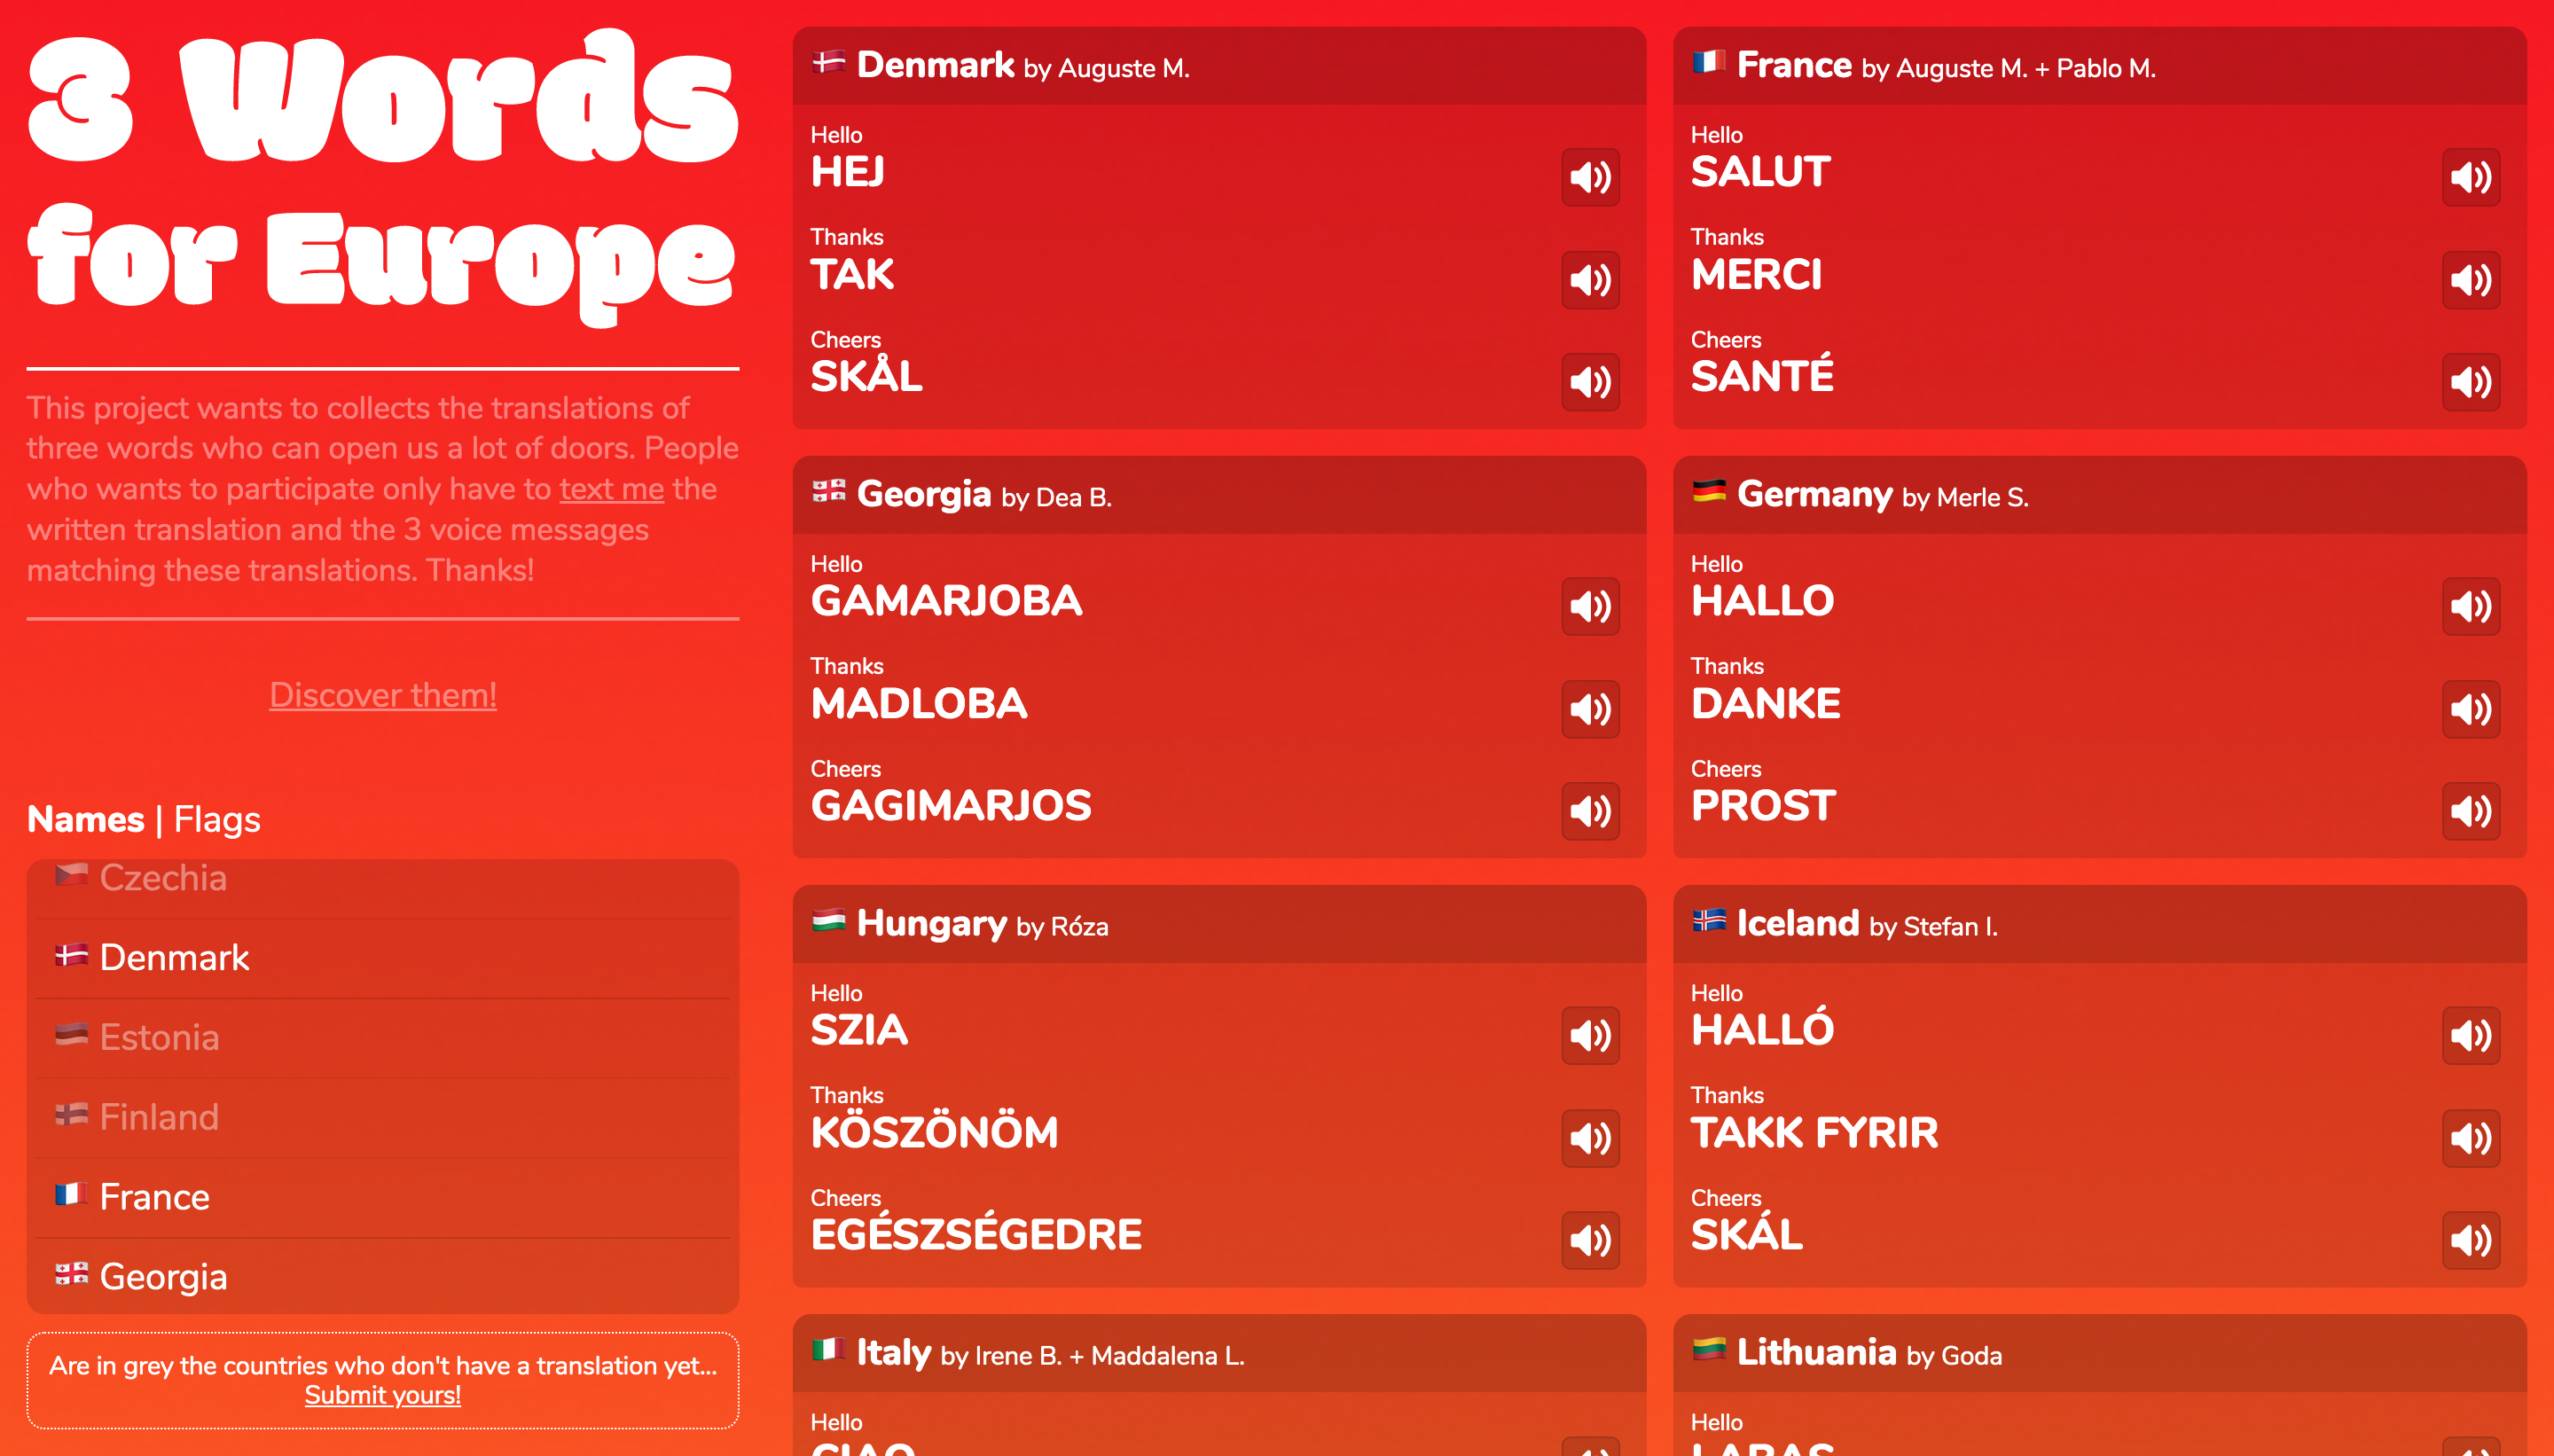 3 Words
for Europe
This project wants to collects the translations of
three words who can open us a lot of doors. People
who wants to participate only have to text me the
written translation and the 3 voice messages
matching these translations. Thanks!
Discover them!
Names | Flags
Czechia
Denmark
Estonia
Finland
France
Georgia
Are in grey the countries who don't have a translation yet...
Submit yours!
Denmark by Auguste M.
Hello
HEJ
Thanks
TAK
Cheers
SKÅL
France by Auguste M. + Pablo M.
Hello
SALUT
Thanks
MERCI
Cheers
SANTÉ
Georgia by Dea B.
Hello
GAMARJOBA
Thanks
MADLOBA
Cheers
GAGIMARJOS
Germany by Merle S.
Hello
HALLO
Thanks
DANKE
Cheers
PROST
Hungary by Róza
Hello
SZIA
Thanks
KÖSZÖNÖM
Cheers
EGÉSZSÉGEDRE
Iceland by Stefan I.
Hello
HALLÓ
Thanks
TAKK FYRIR
Cheers
SKÁL
Italy by Irene B. + Maddalena L.
Hello
CIAO
Lithuania by Goda
Hello
LABAS